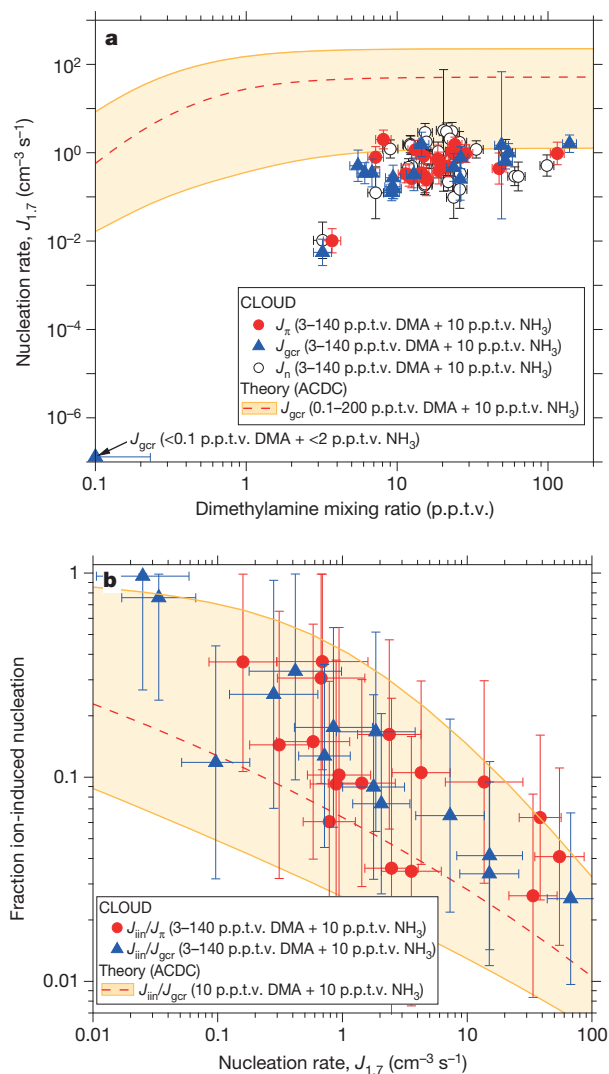 a
10²
10⁰
10⁻²
10⁻⁴
10⁻⁶
Nucleation rate, J₁.₇ (cm⁻³ s⁻¹)
CLOUD
Jπ (3–140 p.p.t.v. DMA + 10 p.p.t.v. NH₃)
Jgcr (3–140 p.p.t.v. DMA + 10 p.p.t.v. NH₃)
Jn (3–140 p.p.t.v. DMA + 10 p.p.t.v. NH₃)
Theory (ACDC)
Jgcr (0.1–200 p.p.t.v. DMA + 10 p.p.t.v. NH₃)
Jgcr (<0.1 p.p.t.v. DMA + <2 p.p.t.v. NH₃)
0.1 1 10 100
Dimethylamine mixing ratio (p.p.t.v.)
b
1
0.1
0.01
Fraction ion-induced nucleation
CLOUD
Jiin/Jπ (3–140 p.p.t.v. DMA + 10 p.p.t.v. NH₃)
Jiin/Jgcr (3–140 p.p.t.v. DMA + 10 p.p.t.v. NH₃)
Theory (ACDC)
Jiin/Jgcr (10 p.p.t.v. DMA + 10 p.p.t.v. NH₃)
0.01 0.1 1 10 100
Nucleation rate, J₁.₇ (cm⁻³ s⁻¹)